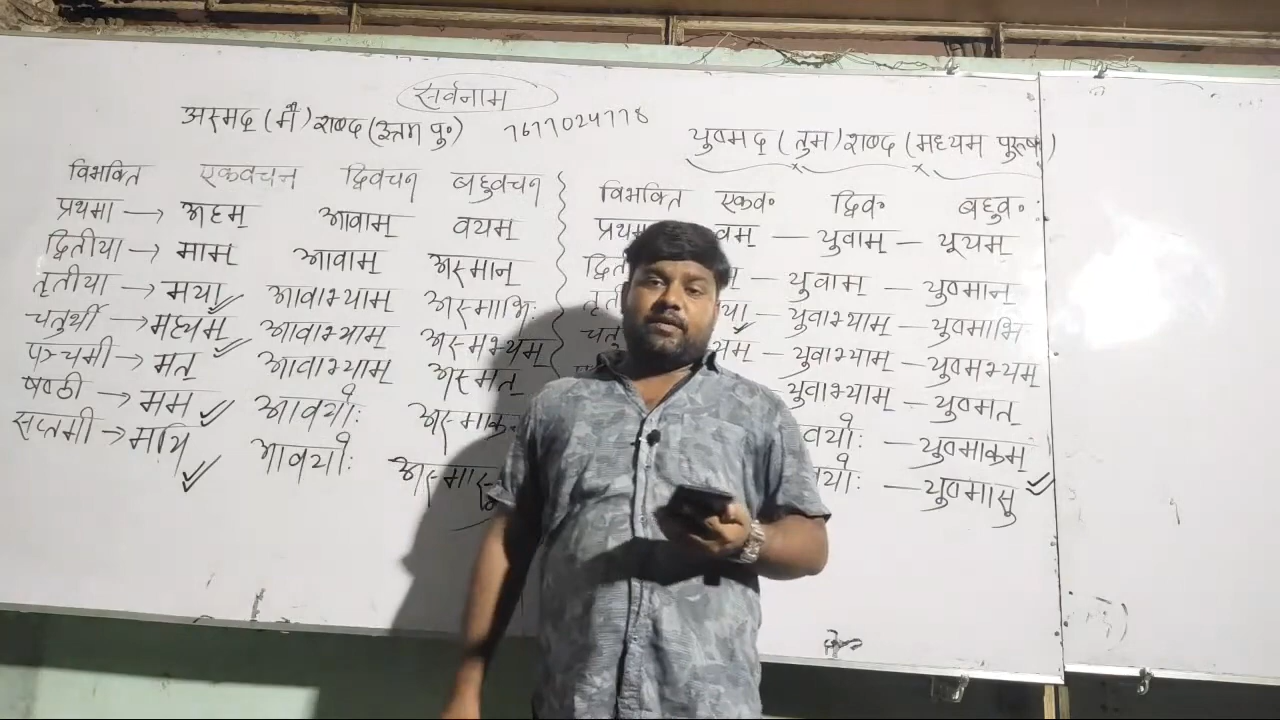 सर्वनाम
अस्मद् (मैं) शब्द (उत्तम पु०) 7677024778
विभक्ति एकवचन द्विवचन बहुवचन
प्रथमा → अहम् आवाम् वयम्
द्वितीया → माम् आवाम् अस्मान्
तृतीया → मया आवाभ्याम् अस्माभिः
चतुर्थी → मह्यम् आवाभ्याम् अस्मभ्यम्
पञ्चमी → मत् आवाभ्याम् अस्मत्
षष्ठी → मम आवयोः
सप्तमी → मयि आवयोः
युष्मद् (तुम) शब्द (मध्यम पुरुष)
विभक्ति एकव० द्विव० बहुव०
— युवाम् — यूयम्
— युवाम् — युष्मान्
— युवाभ्याम् — युष्माभि
— युवाभ्याम् — युष्मभ्यम्
युवाभ्याम् — युष्मत्
— युष्माकम्
— युष्मासु